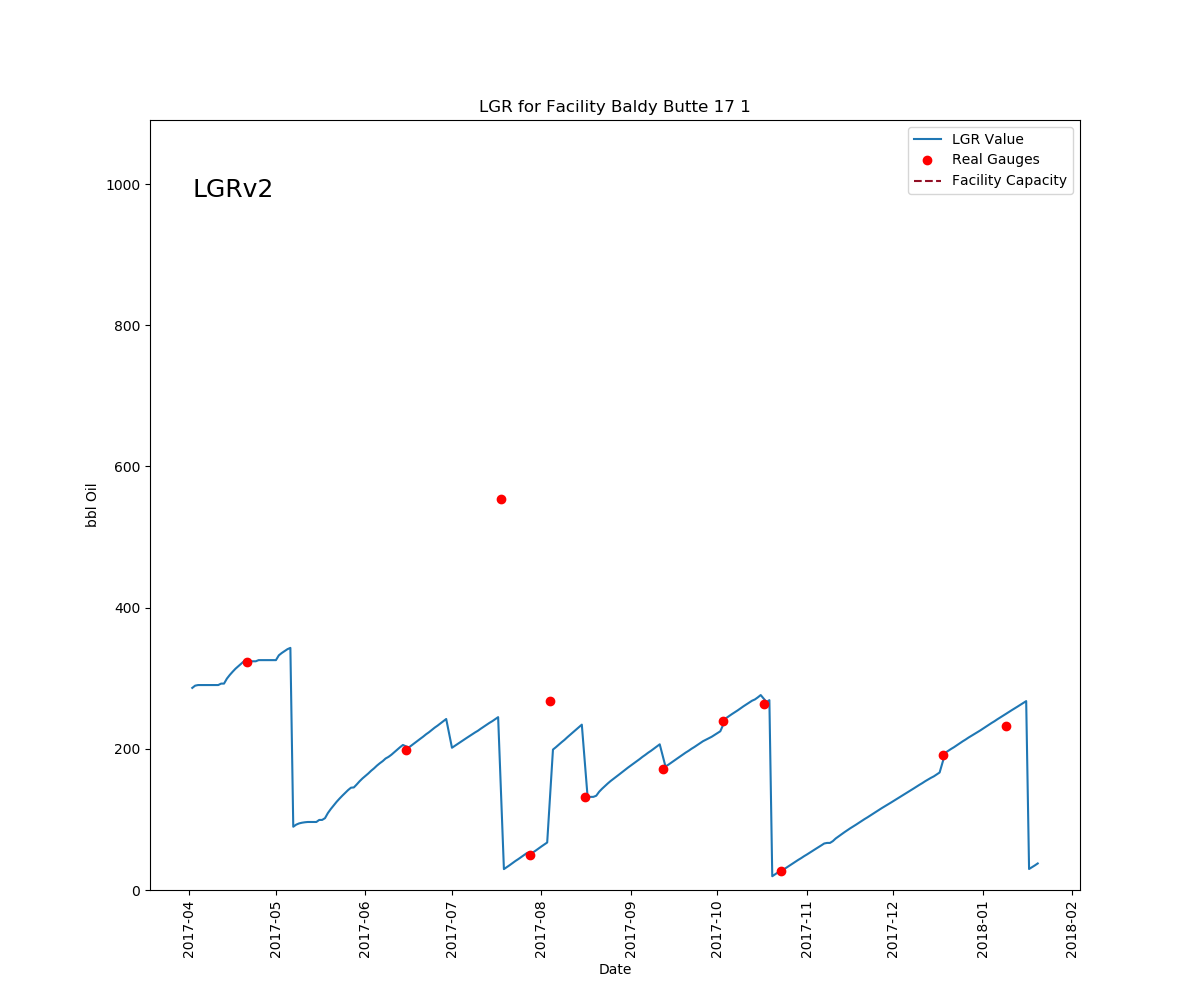 LGR for Facility Baldy Butte 17 1
LGRv2
LGR Value
Real Gauges
Facility Capacity
bbl Oil
1000
800
600
400
200
0
2017-04
2017-05
2017-06
2017-07
2017-08
2017-09
2017-10
2017-11
2017-12
2018-01
2018-02
Date